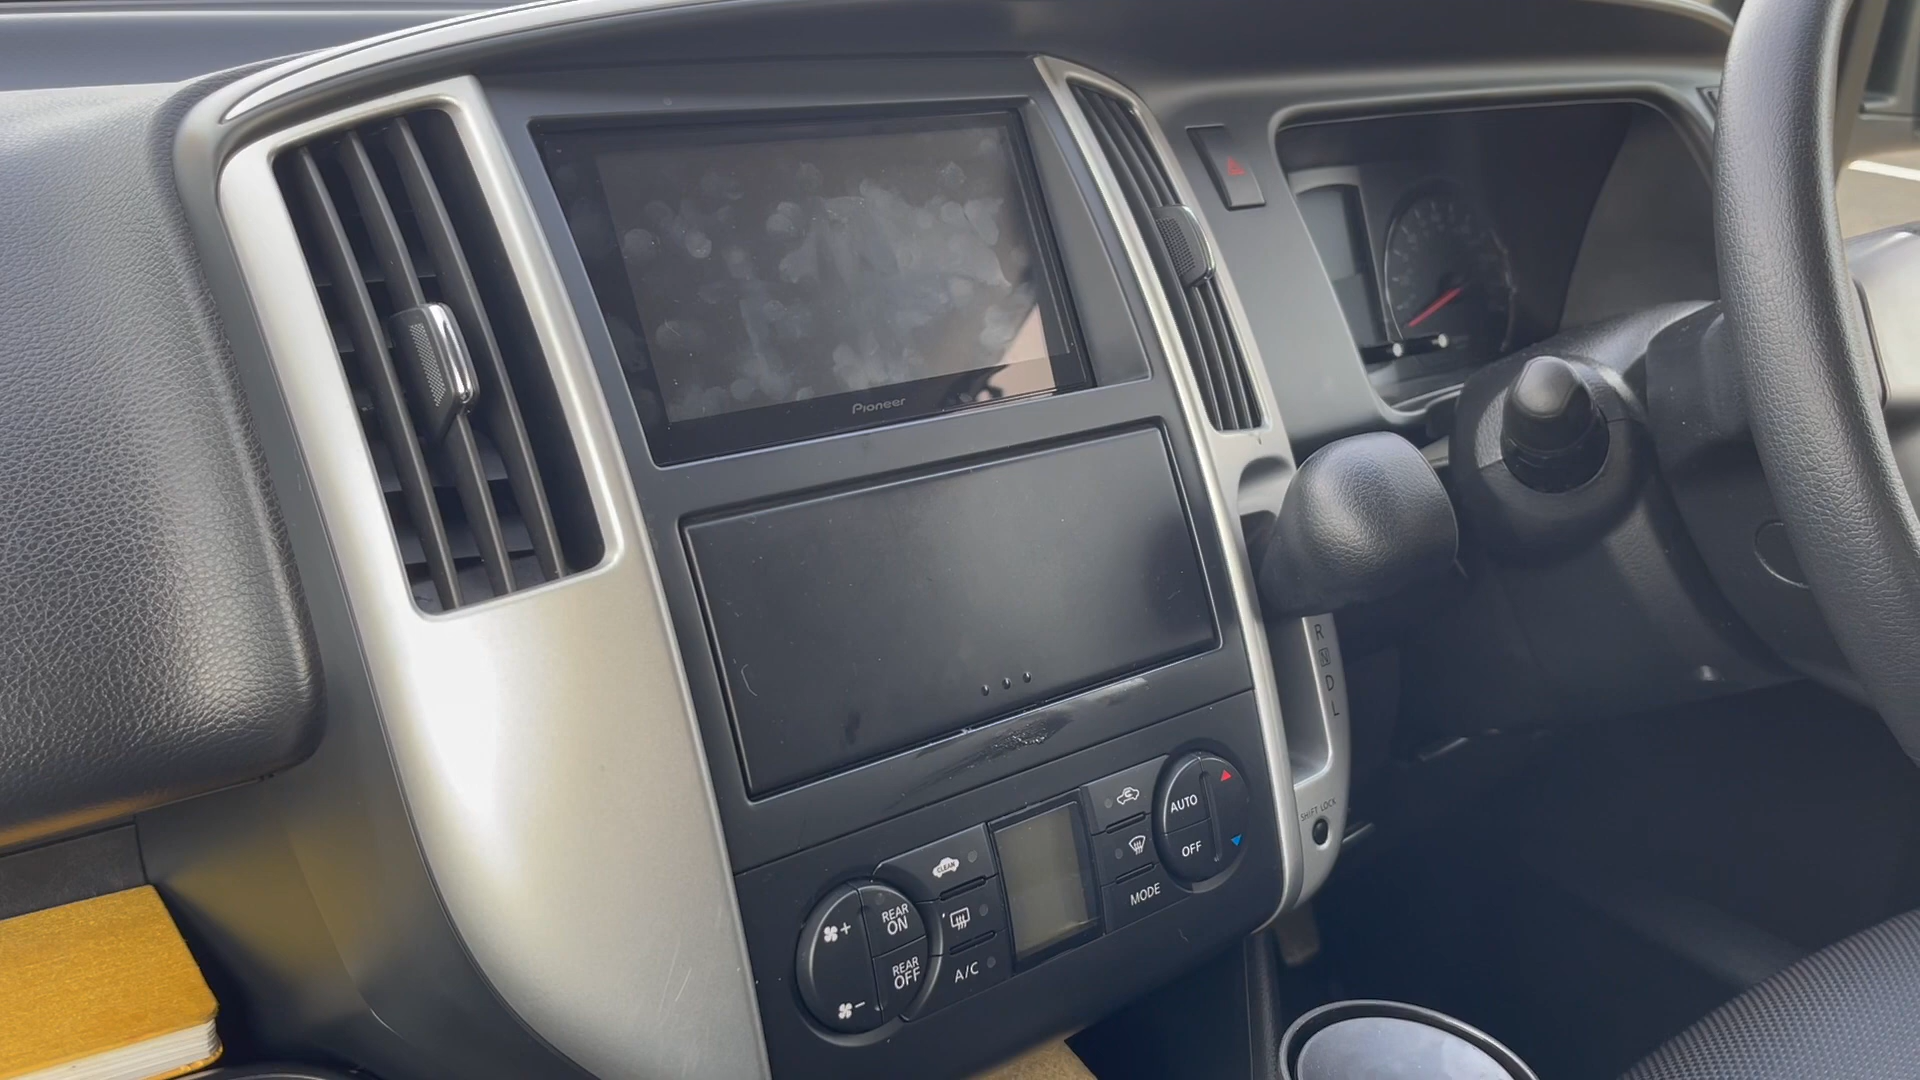 Pioneer
R
N
D
L
SHIFT LOCK
AUTO
OFF
MODE
CLEAN
REAR
ON
REAR
OFF
A/C
+
-